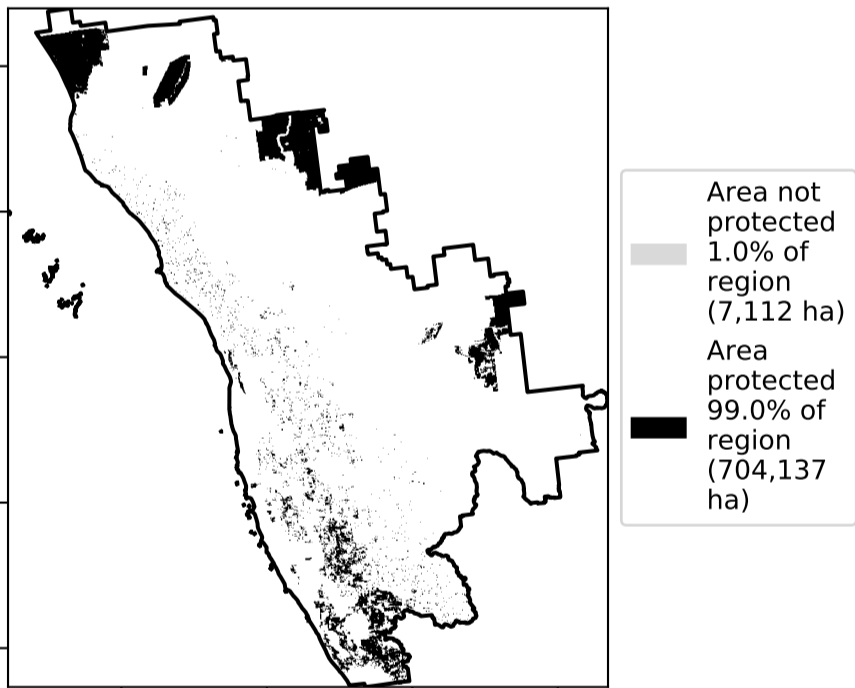 Area not
protected
1.0% of
region
(7,112 ha)
Area
protected
99.0% of
region
(704,137
ha)